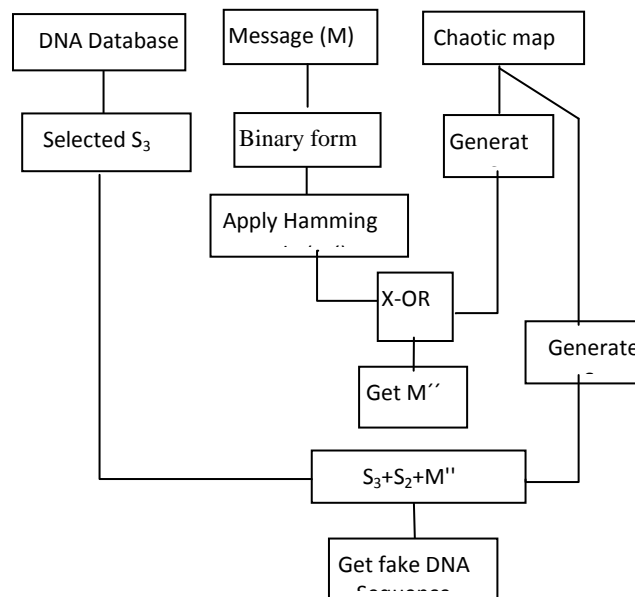 DNA Database
Message (M)
Chaotic map
Selected S₃
Binary form
Generat
Apply Hamming
X-OR
Generate
Get M´´
S₃+S₂+M"
Get fake DNA
Sequence